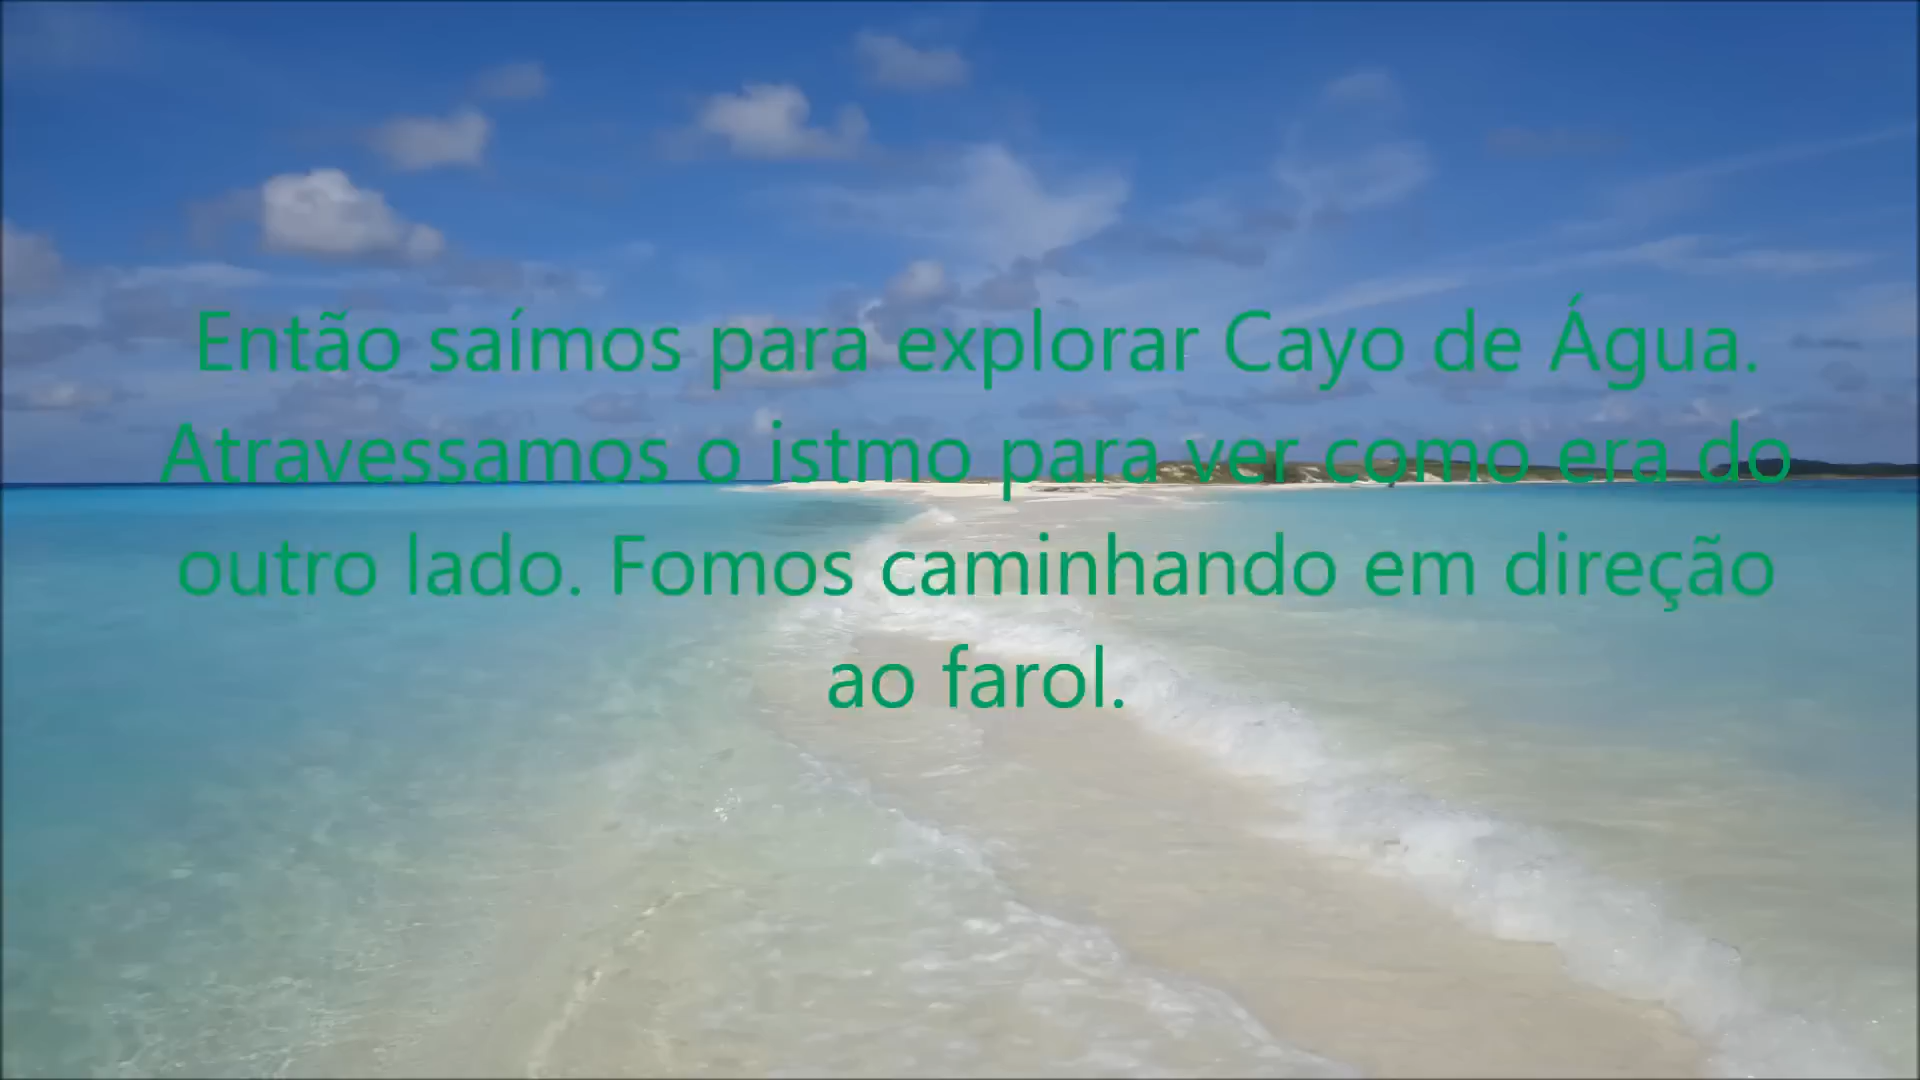 Então saímos para explorar Cayo de Água.
Atravessamos o istmo para ver como era do
outro lado. Fomos caminhando em direção
ao farol.